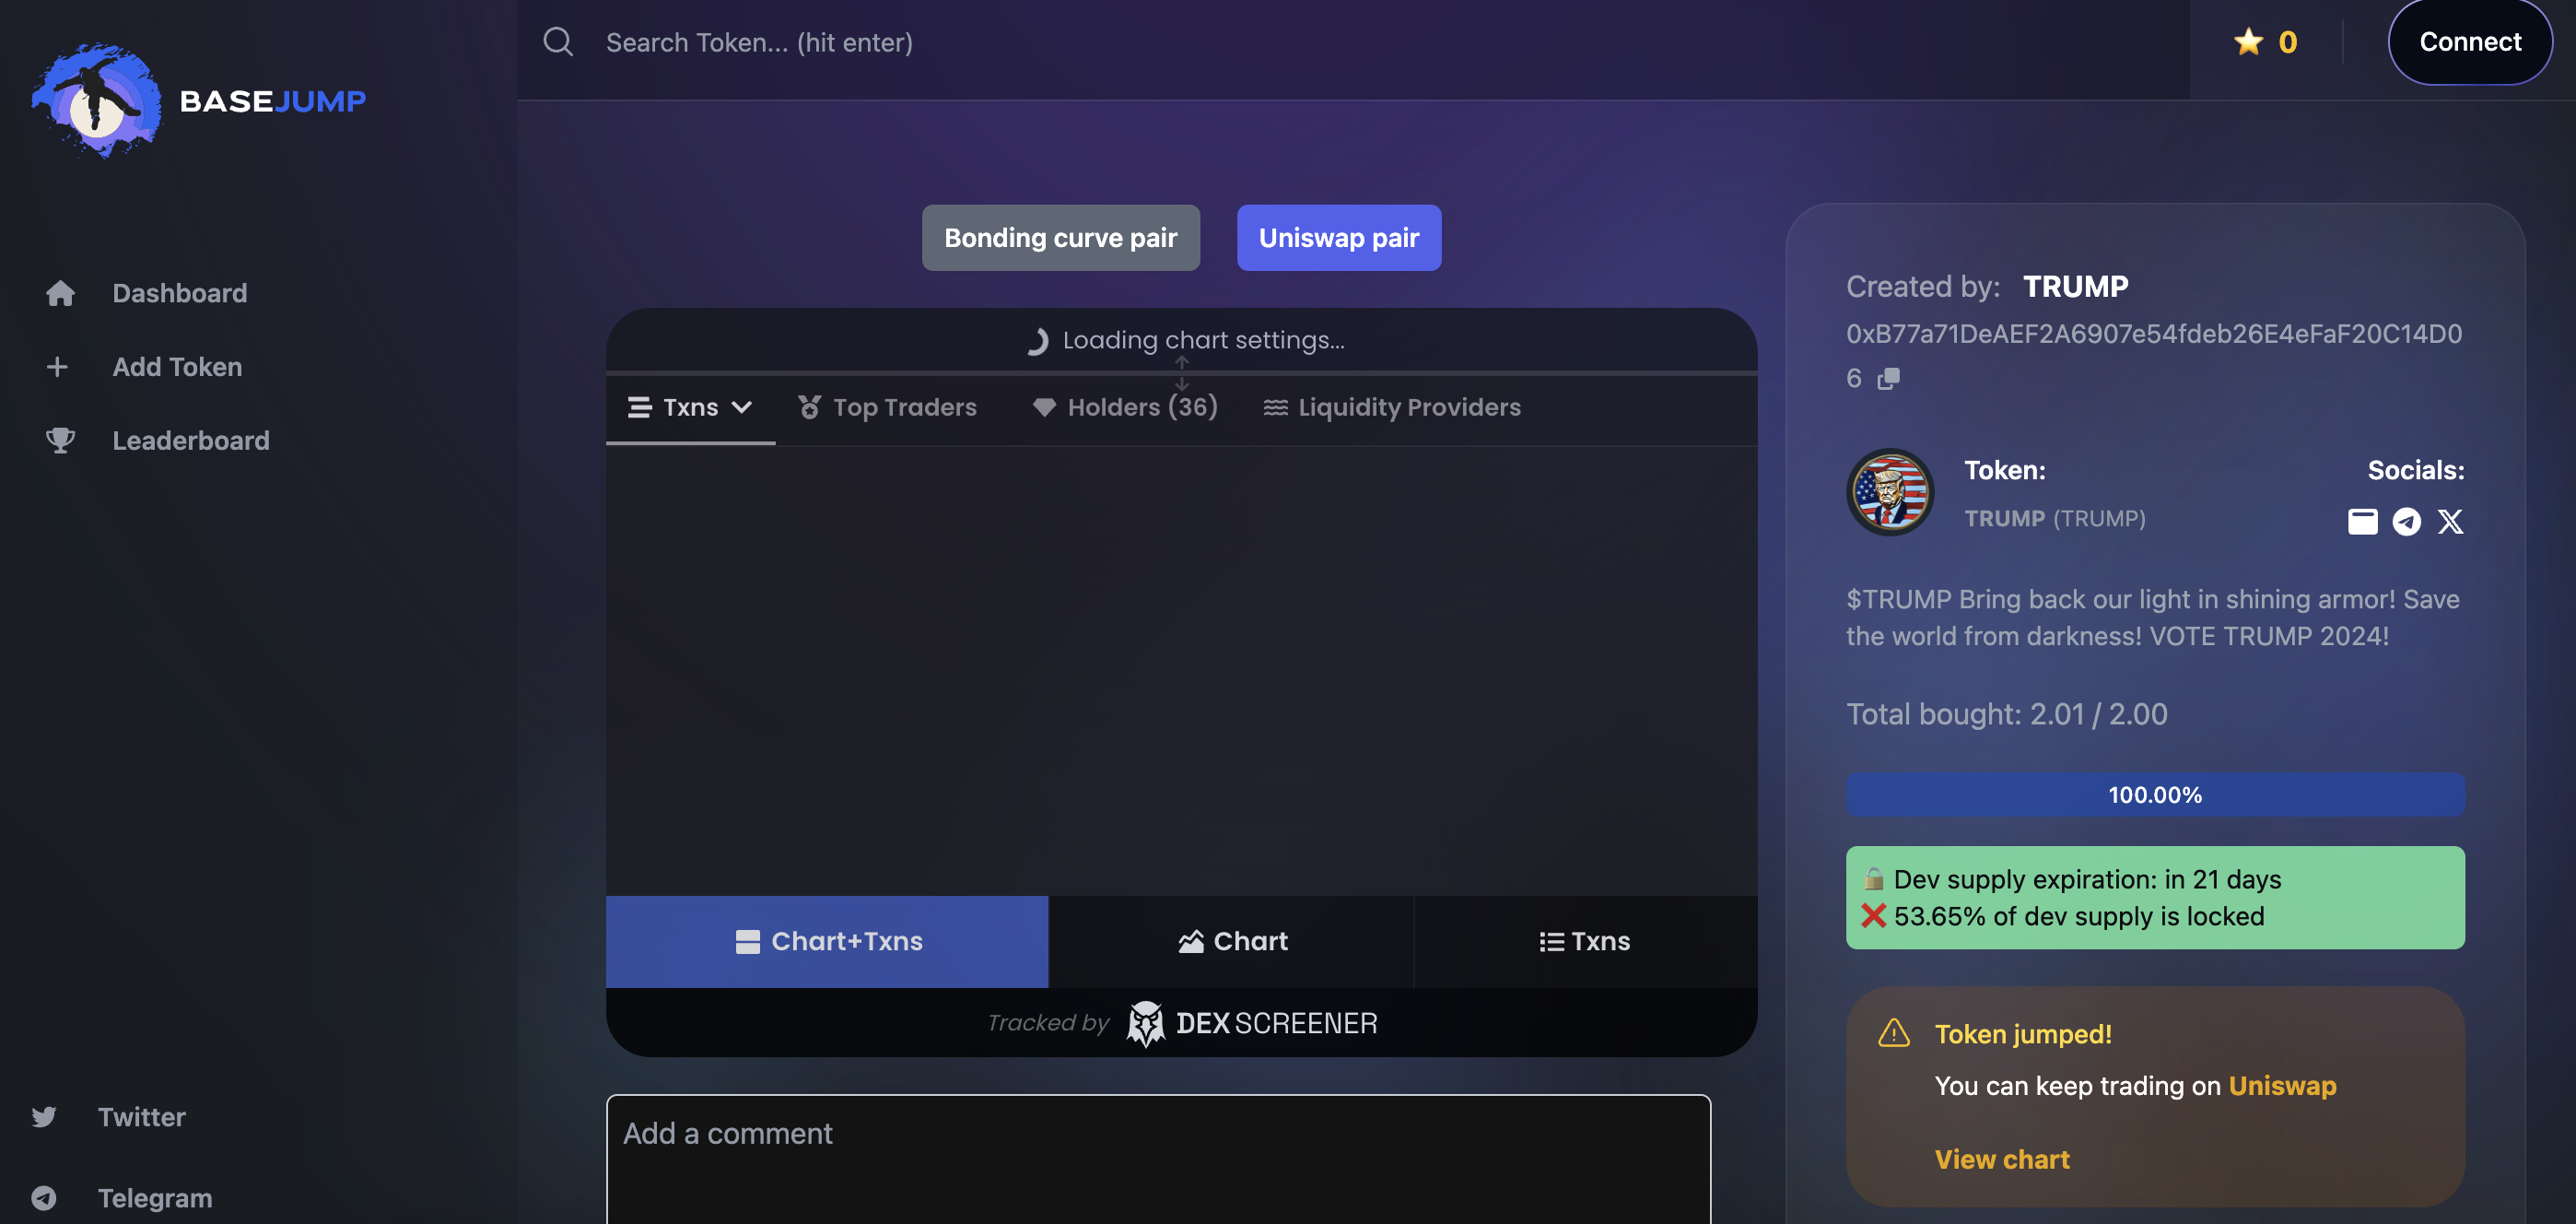 BASEJUMP
Search Token... (hit enter)
0
Connect
Dashboard
Add Token
Leaderboard
Twitter
Telegram
Bonding curve pair
Uniswap pair
Loading chart settings...
Txns
Top Traders
Holders (36)
Liquidity Providers
Chart+Txns
Chart
Txns
Tracked by DEX SCREENER
Add a comment
Created by: TRUMP
0xB77a71DeAEF2A6907e54fdeb26E4eFaF20C14D0
6
Token:
TRUMP (TRUMP)
Socials:
$TRUMP Bring back our light in shining armor! Save
the world from darkness! VOTE TRUMP 2024!
Total bought: 2.01 / 2.00
100.00%
Dev supply expiration: in 21 days
53.65% of dev supply is locked
Token jumped!
You can keep trading on Uniswap
View chart